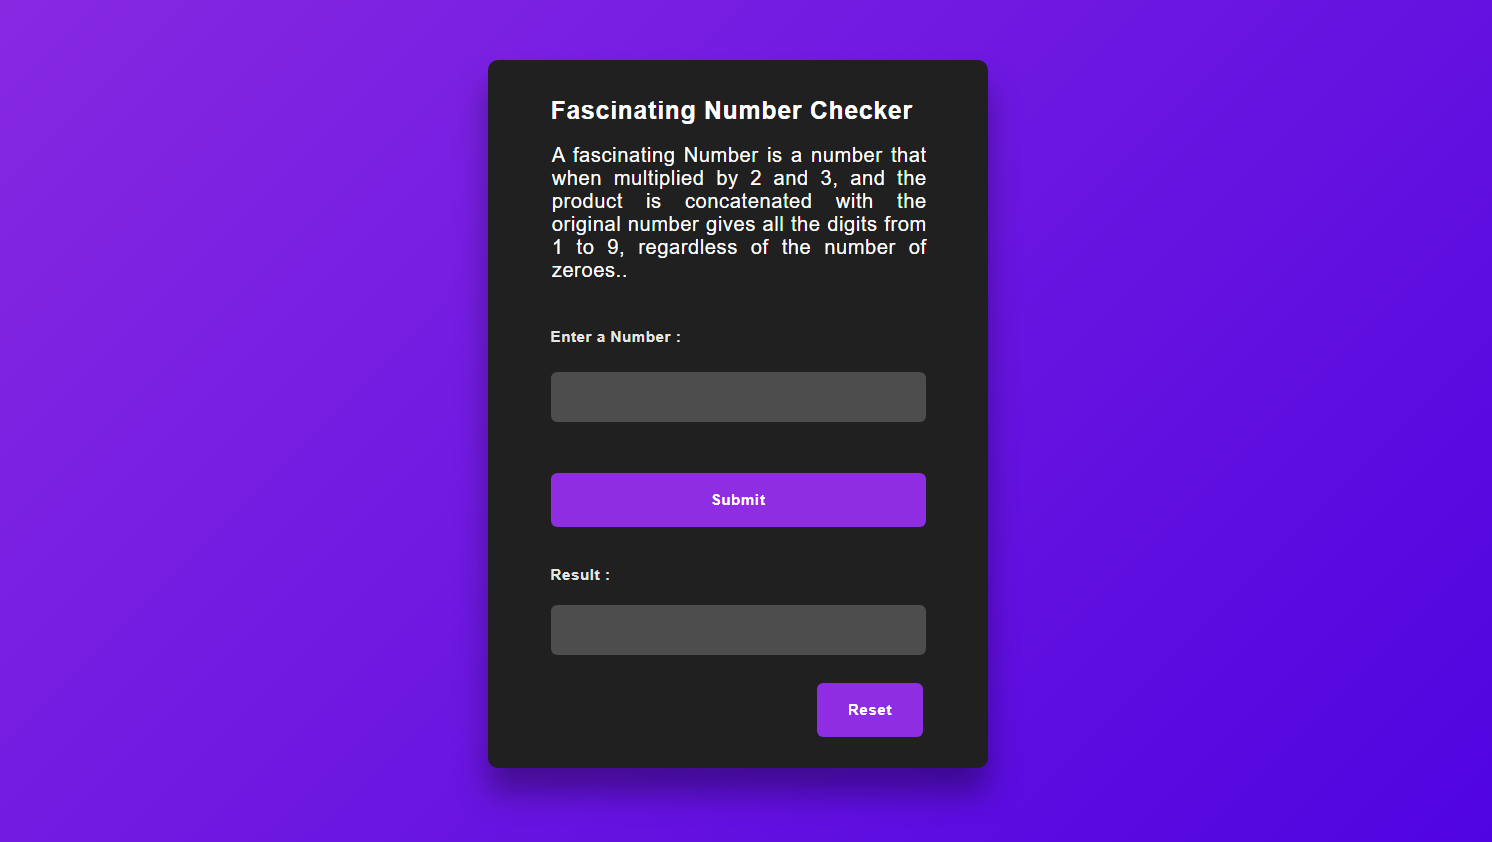 Fascinating Number Checker
A fascinating Number is a number that
when multiplied by 2 and 3, and the
product is concatenated with the
original number gives all the digits from
1 to 9, regardless of the number of
zeroes..
Enter a Number :
Submit
Result :
Reset